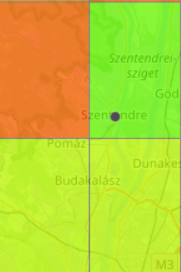 Szentendrei-
sziget
Göd
Szentendre
Pomáz
Dunakes
Budakalász
M3